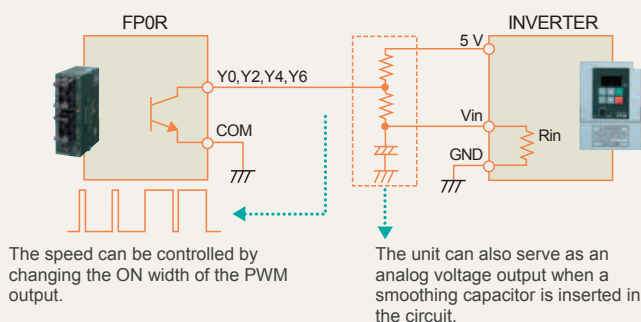 FP0R
INVERTER
5 V
Y0,Y2,Y4,Y6
COM
Vin
Rin
GND
The speed can be controlled by
changing the ON width of the PWM
output.
The unit can also serve as an
analog voltage output when a
smoothing capacitor is inserted in
the circuit.